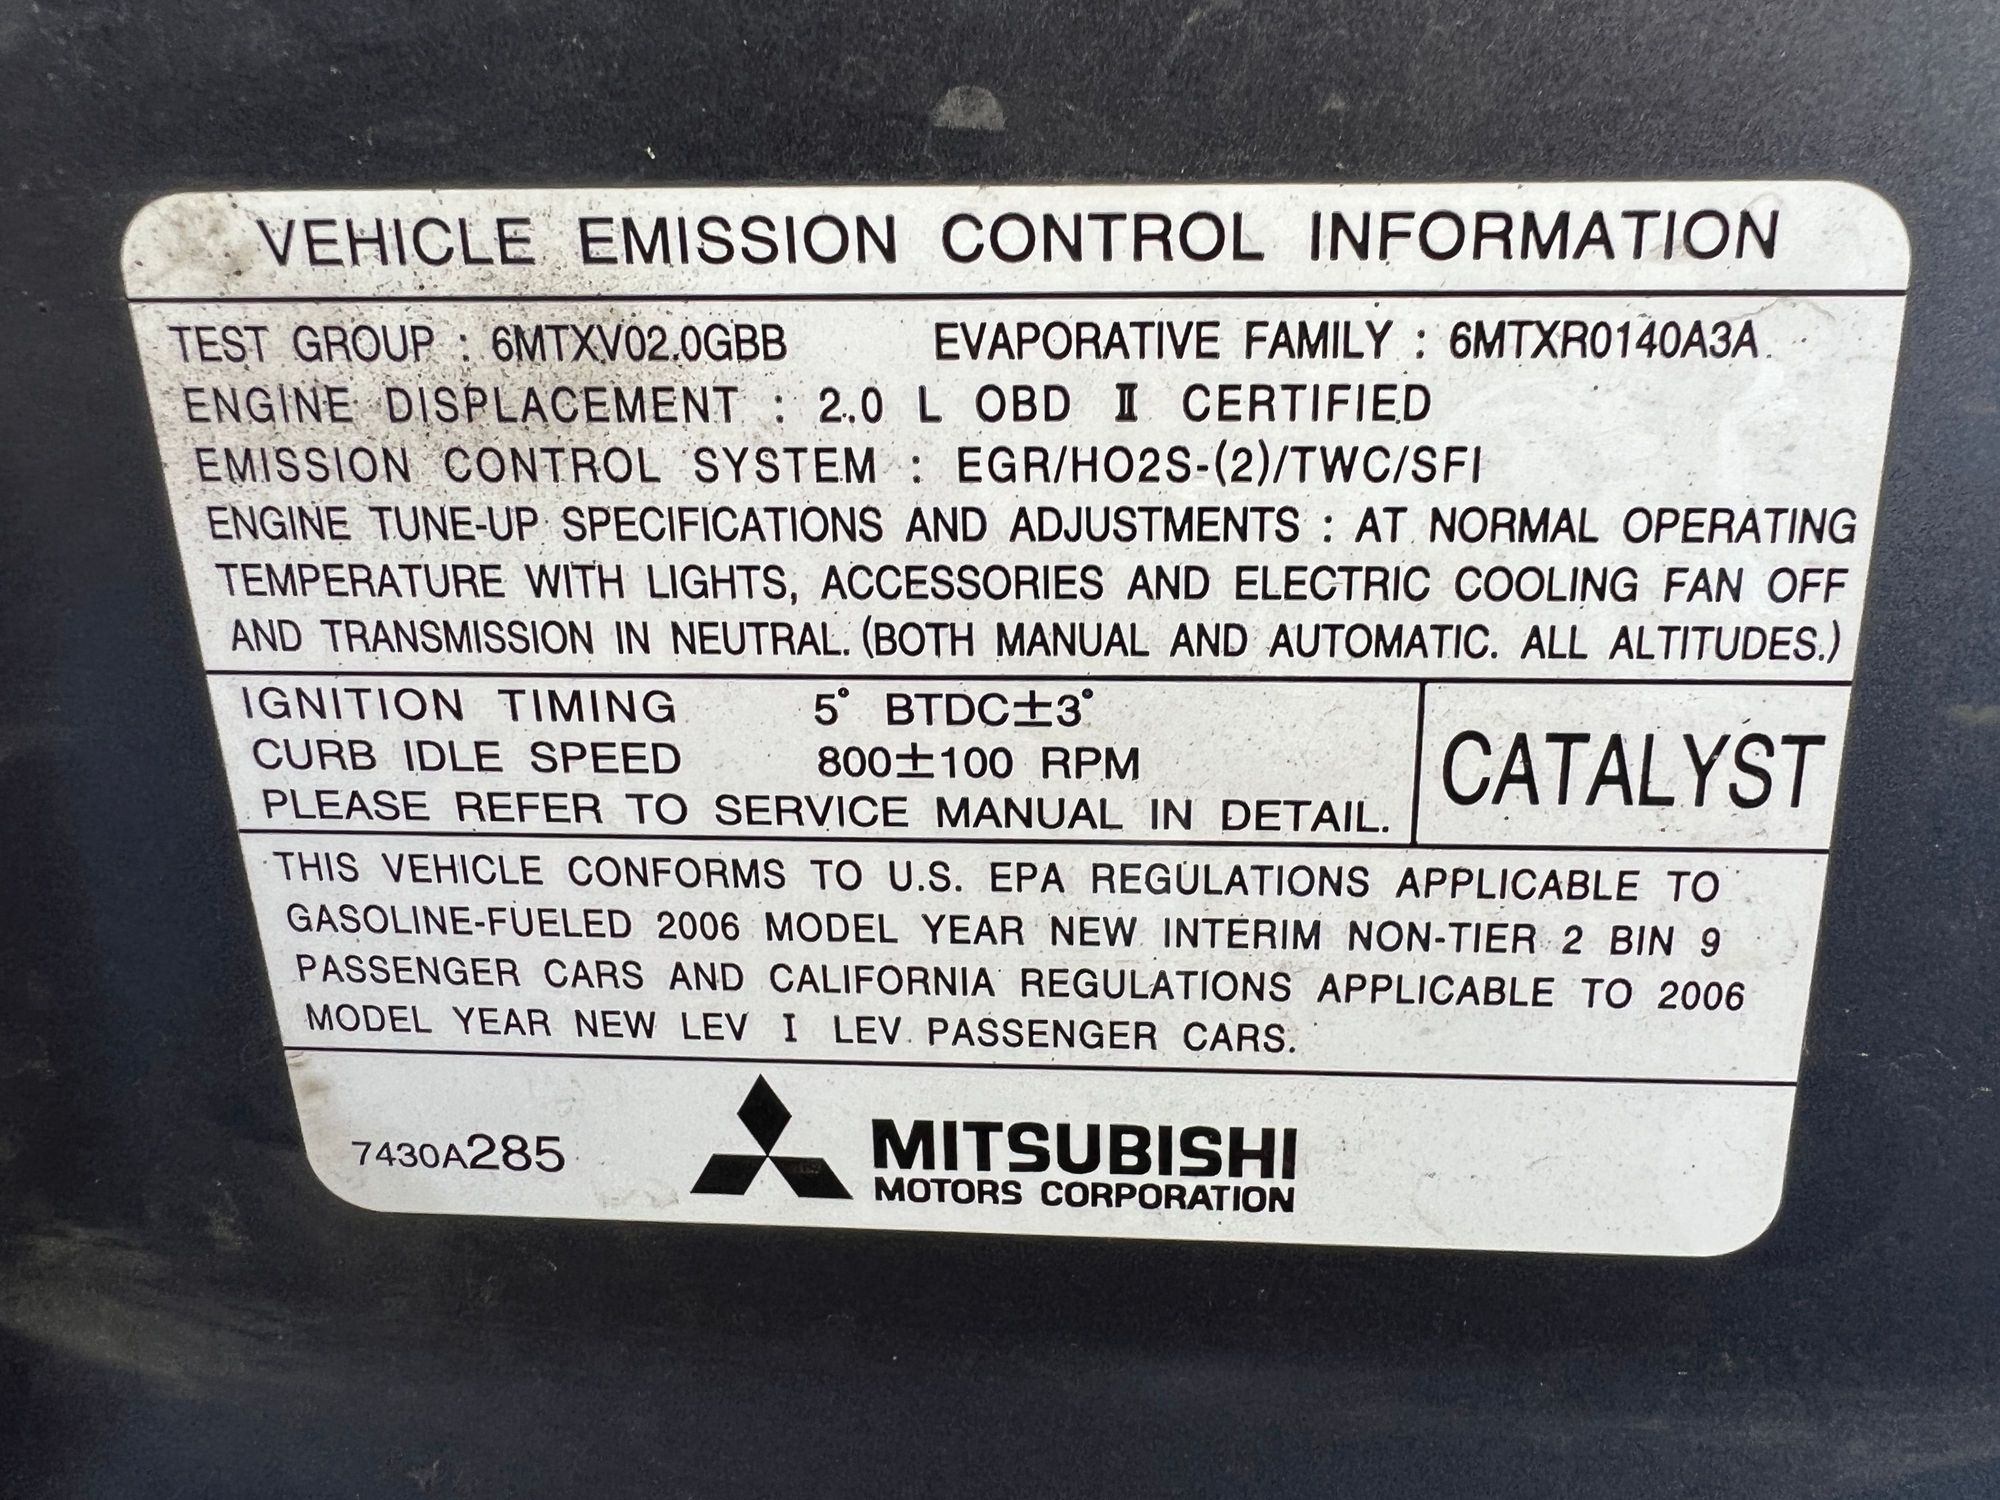 VEHICLE EMISSION CONTROL INFORMATION
TEST GROUP : 6MTXV02.0GBB EVAPORATIVE FAMILY : 6MTXR0140A3A
ENGINE DISPLACEMENT : 2.0 L OBD Ⅱ CERTIFIED
EMISSION CONTROL SYSTEM : EGR/HO2S-(2)/TWC/SFI
ENGINE TUNE-UP SPECIFICATIONS AND ADJUSTMENTS : AT NORMAL OPERATING
TEMPERATURE WITH LIGHTS, ACCESSORIES AND ELECTRIC COOLING FAN OFF
AND TRANSMISSION IN NEUTRAL. (BOTH MANUAL AND AUTOMATIC. ALL ALTITUDES.)
IGNITION TIMING 5° BTDC±3°
CURB IDLE SPEED 800±100 RPM
PLEASE REFER TO SERVICE MANUAL IN DETAIL.
CATALYST
THIS VEHICLE CONFORMS TO U.S. EPA REGULATIONS APPLICABLE TO
GASOLINE-FUELED 2006 MODEL YEAR NEW INTERIM NON-TIER 2 BIN 9
PASSENGER CARS AND CALIFORNIA REGULATIONS APPLICABLE TO 2006
MODEL YEAR NEW LEV Ⅰ LEV PASSENGER CARS.
7430A285
MITSUBISHI
MOTORS CORPORATION